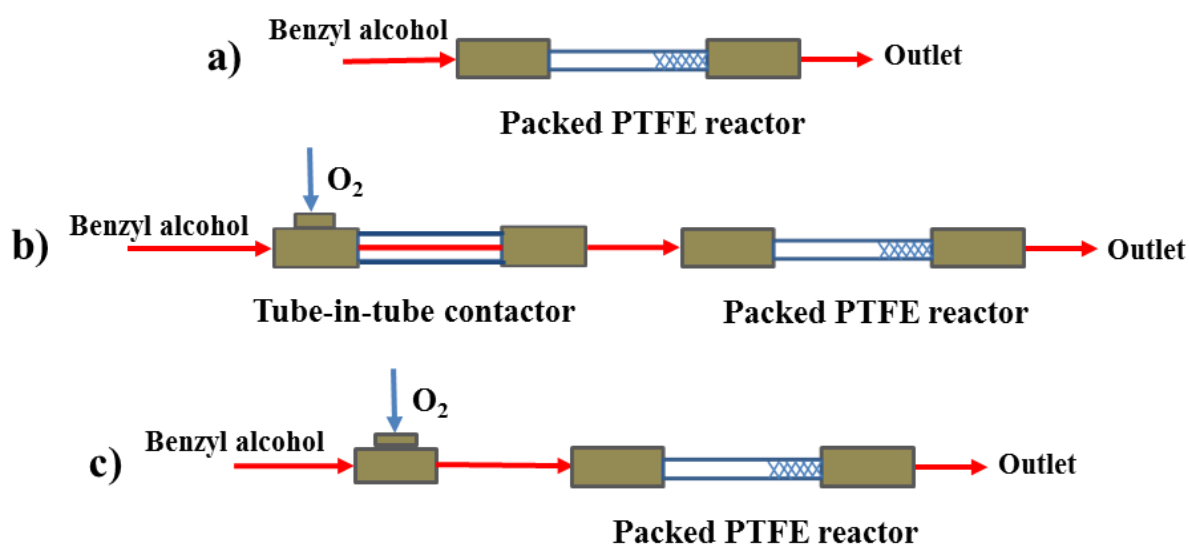 a)
Benzyl alcohol
Outlet
Packed PTFE reactor
b)
Benzyl alcohol
O₂
Outlet
Tube-in-tube contactor
Packed PTFE reactor
c)
Benzyl alcohol
O₂
Outlet
Packed PTFE reactor